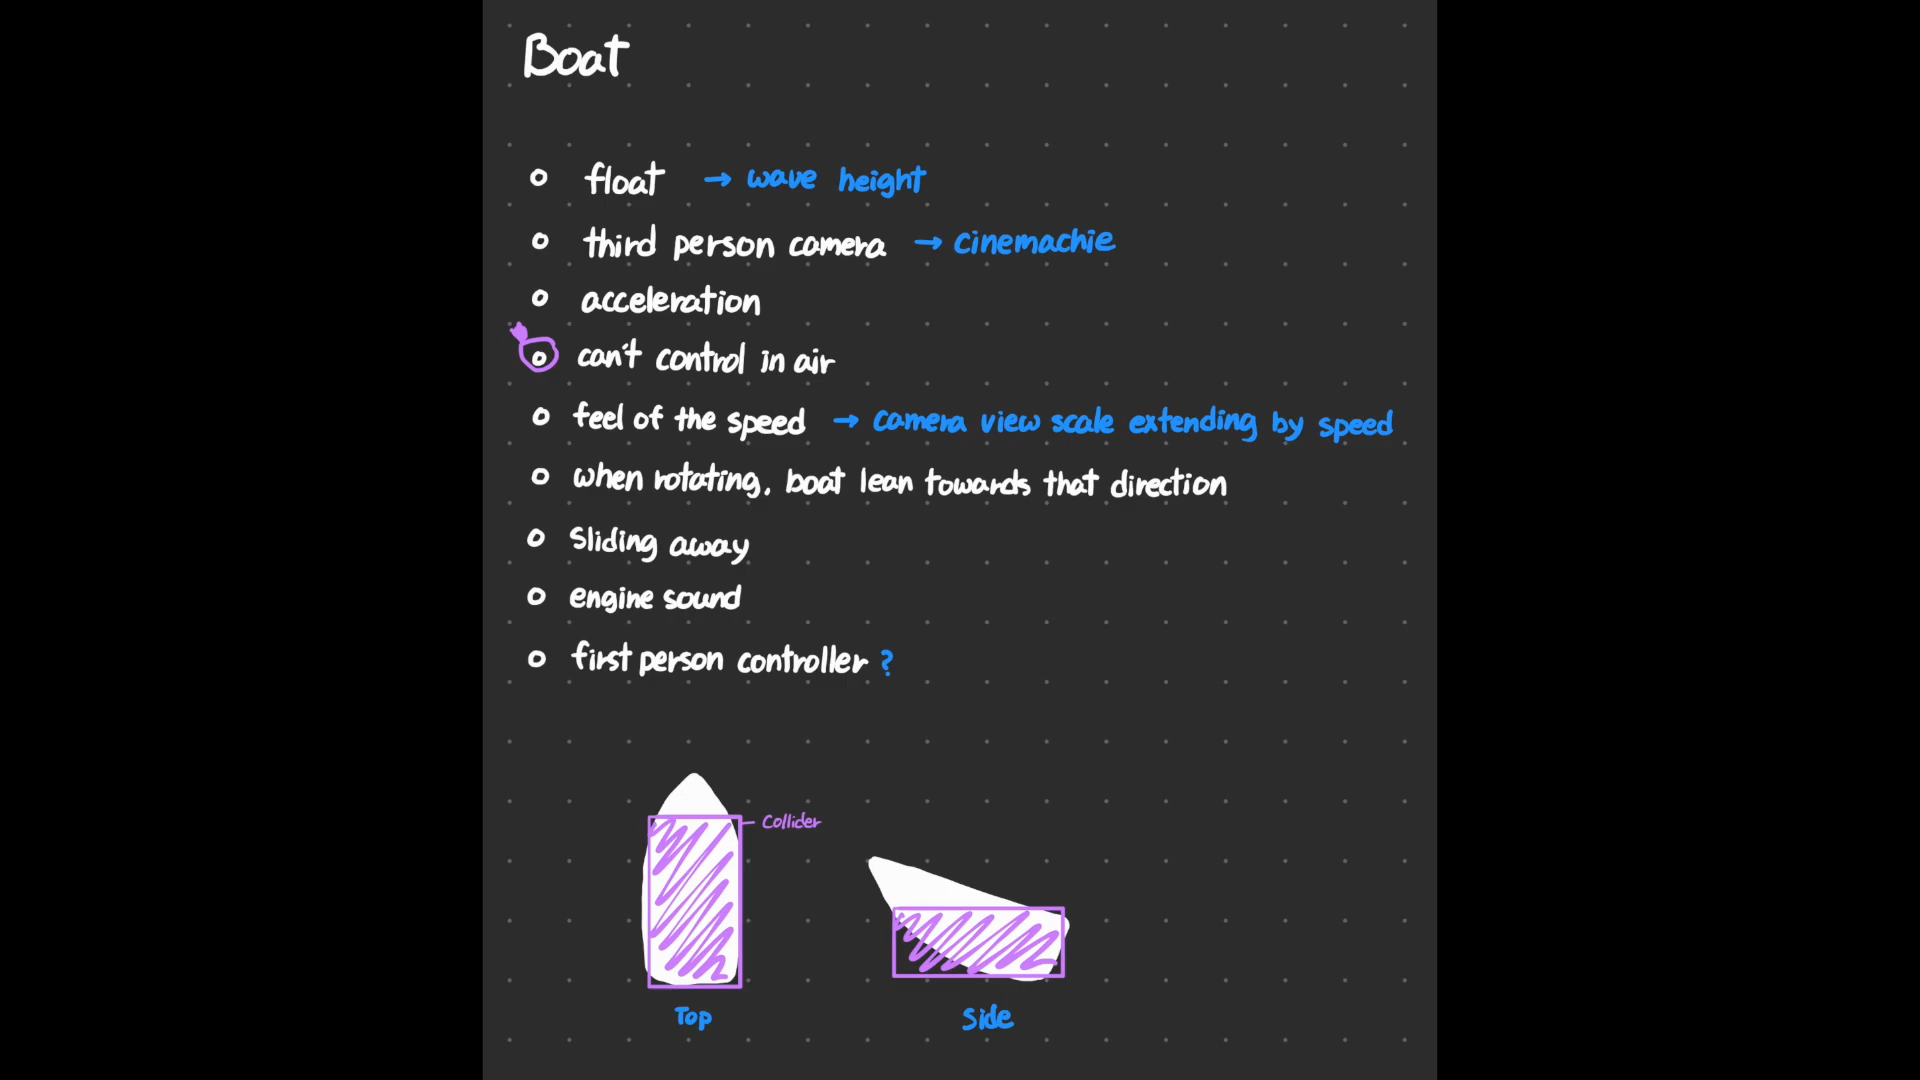 Boat
float → wave height
third person camera → cinemachie
acceleration
can't control in air
feel of the speed → camera view scale extending by speed
when rotating, boat lean towards that direction
Sliding away
engine sound
first person controller ?
Collider
Top
Side